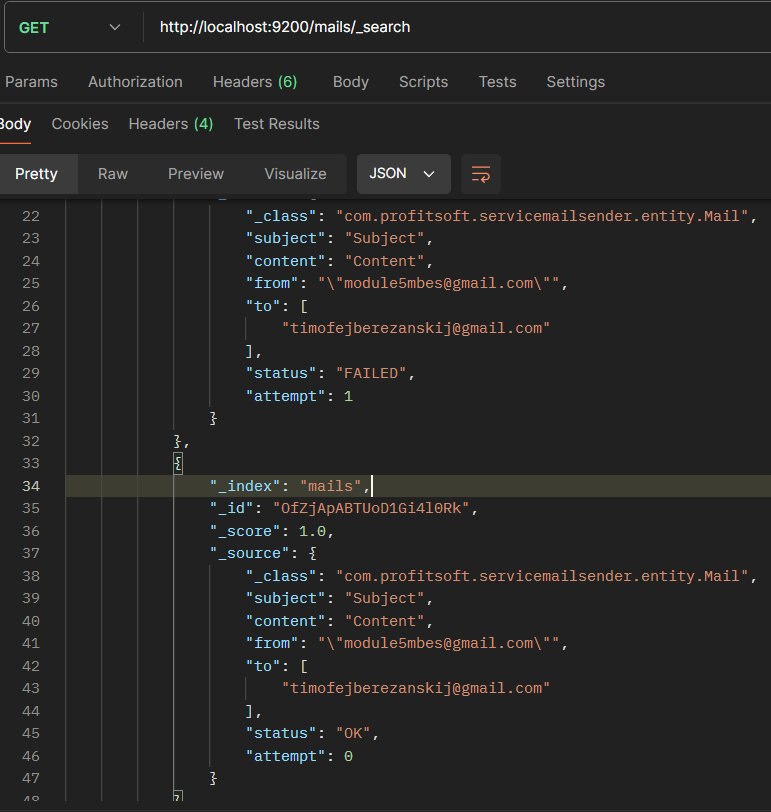 GET http://localhost:9200/mails/_search
Params Authorization Headers (6) Body Scripts Tests Settings
Body Cookies Headers (4) Test Results
Pretty Raw Preview Visualize JSON
22 "_class": "com.profitsoft.servicemailsender.entity.Mail",
23 "subject": "Subject",
24 "content": "Content",
25 "from": "\"module5mbes@gmail.com\"",
26 "to": [
27 "timofejberezanskij@gmail.com"
28 ],
29 "status": "FAILED",
30 "attempt": 1
31 }
32 },
33 {
34 "_index": "mails",
35 "_id": "OfZjApABTUoD1Gi4l0Rk",
36 "_score": 1.0,
37 "_source": {
38 "_class": "com.profitsoft.servicemailsender.entity.Mail",
39 "subject": "Subject",
40 "content": "Content",
41 "from": "\"module5mbes@gmail.com\"",
42 "to": [
43 "timofejberezanskij@gmail.com"
44 ],
45 "status": "OK",
46 "attempt": 0
47 }
48 }